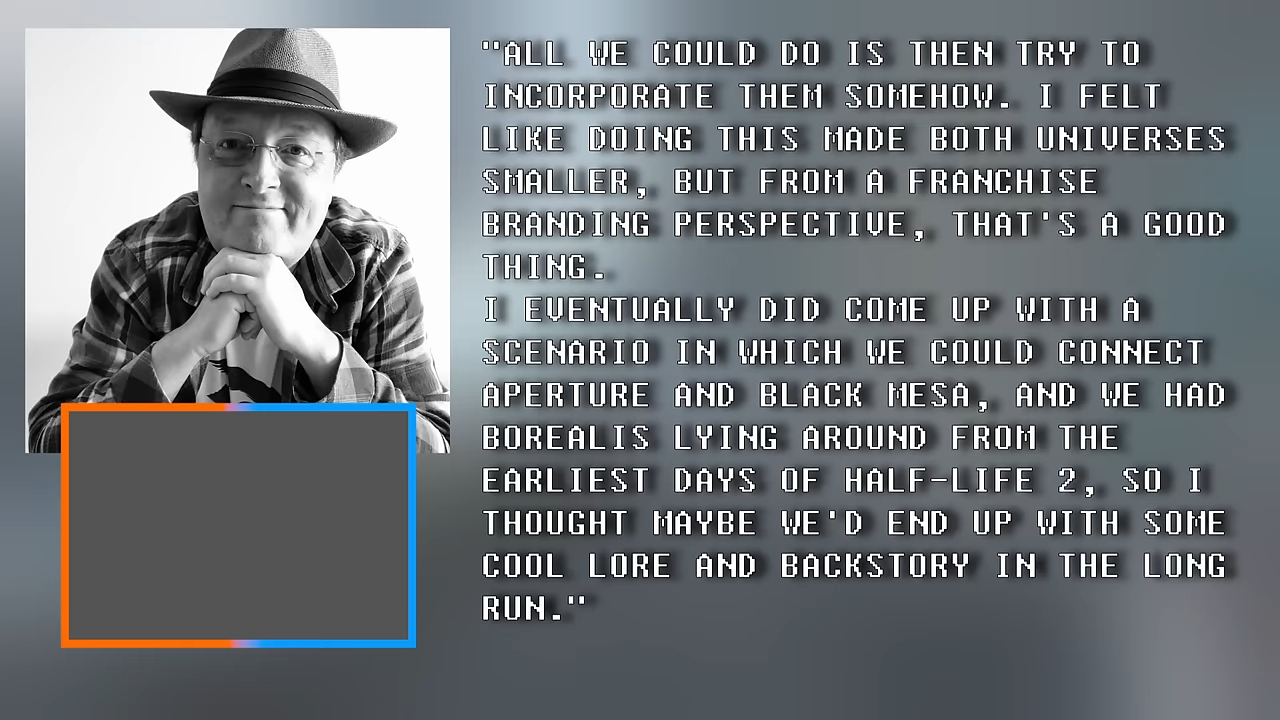 "ALL WE COULD DO IS THEN TRY TO
INCORPORATE THEM SOMEHOW. I FELT
LIKE DOING THIS MADE BOTH UNIVERSES
SMALLER, BUT FROM A FRANCHISE
BRANDING PERSPECTIVE, THAT'S A GOOD
THING.
I EVENTUALLY DID COME UP WITH A
SCENARIO IN WHICH WE COULD CONNECT
APERTURE AND BLACK MESA, AND WE HAD
BOREALIS LYING AROUND FROM THE
EARLIEST DAYS OF HALF-LIFE 2, SO I
THOUGHT MAYBE WE'D END UP WITH SOME
COOL LORE AND BACKSTORY IN THE LONG
RUN."